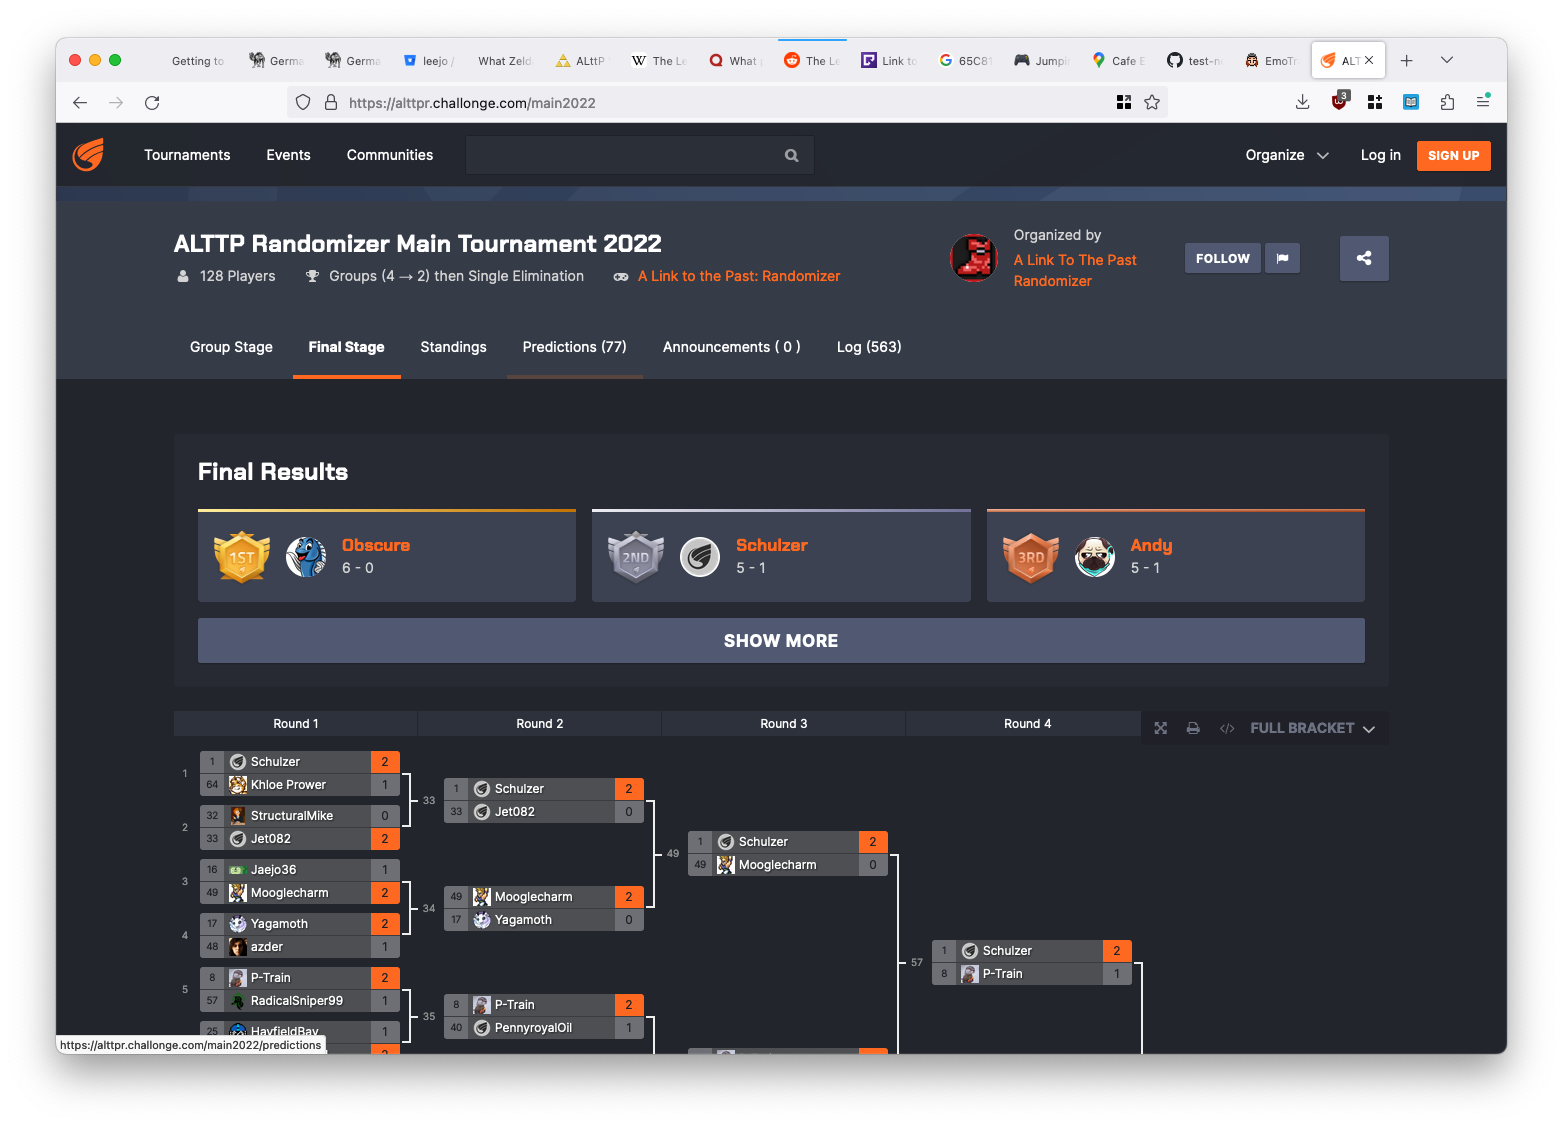 Getting to
Germa
Germa
leejo /
What Zeld
ALttP
The Le
What
The Le
Link to
65C81
Jumpi
Cafe E
test-n
EmoTr
ALT
https://alttpr.challonge.com/main2022
3
Tournaments
Events
Communities
Organize
Log in
SIGN UP
ALTTP Randomizer Main Tournament 2022
128 Players
Groups (4 → 2) then Single Elimination
A Link to the Past: Randomizer
Organized by
A Link To The Past
Randomizer
FOLLOW
Group Stage
Final Stage
Standings
Predictions (77)
Announcements ( 0 )
Log (563)
Final Results
1ST
Obscure
6 - 0
2ND
Schulzer
5 - 1
3RD
Andy
5 - 1
SHOW MORE
Round 1
Round 2
Round 3
Round 4
</>
FULL BRACKET
1
1 Schulzer 2
64 Khloe Prower 1
2
32 StructuralMike 0
33 Jet082 2
3
16 Jaejo36 1
49 Mooglecharm 2
4
17 Yagamoth 2
48 azder 1
5
8 P-Train 2
57 RadicalSniper99 1
25 HayfieldBay 1
2
33
1 Schulzer 2
33 Jet082 0
34
49 Mooglecharm 2
17 Yagamoth 0
35
8 P-Train 2
40 PennyroyalOil 1
49
1 Schulzer 2
49 Mooglecharm 0
57
1 Schulzer 2
8 P-Train 1
https://alttpr.challonge.com/main2022/predictions